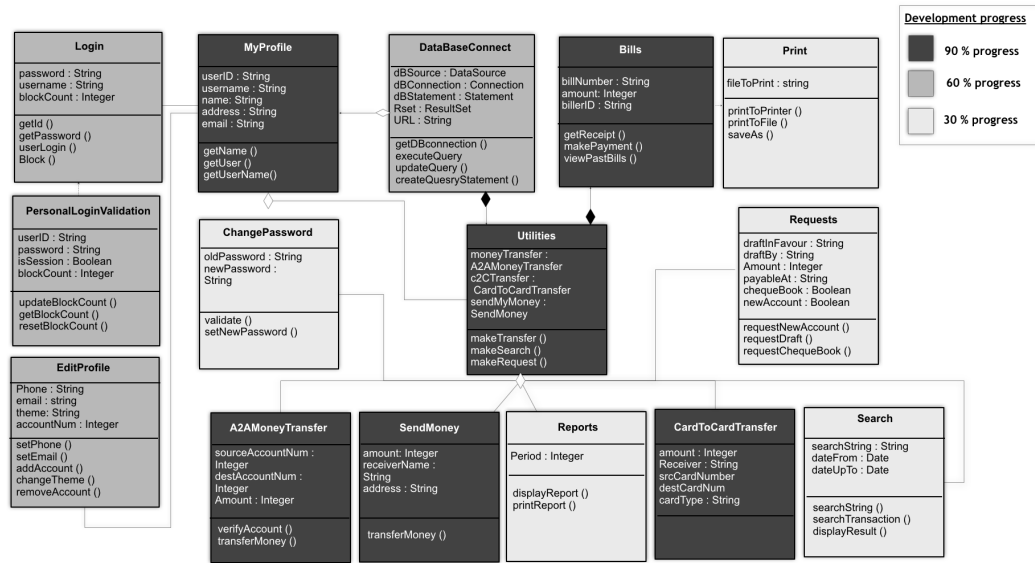 Development progress
90 % progress
60 % progress
30 % progress
Login
password : String
username : String
blockCount : Integer
getId ()
getPassword ()
userLogin ()
Block ()
MyProfile
userID : String
username : String
name: String
address : String
email : String
getName ()
getUser ()
getUserName()
DataBaseConnect
dBSource : DataSource
dBConnection : Connection
dBStatement : Statement
Rset : ResultSet
URL : String
getDBconnection ()
executeQuery
updateQuery ()
createQuesryStatement ()
Bills
billNumber : String
amount: Integer
billerID : String
getReceipt ()
makePayment ()
viewPastBills ()
Print
fileToPrint : string
printToPrinter ()
printToFile ()
saveAs ()
PersonalLoginValidation
userID : String
password : String
isSession : Boolean
blockCount : Integer
updateBlockCount ()
getBlockCount ()
resetBlockCount ()
ChangePassword
oldPassword : String
newPassword :
String
validate ()
setNewPassword ()
Utilities
moneyTransfer :
A2AMoneyTransfer
c2CTransfer :
CardToCardTransfer
sendMyMoney :
SendMoney
makeTransfer ()
makeSearch ()
makeRequest ()
Requests
draftInFavour : String
draftBy : String
Amount : Integer
payableAt : String
chequeBook : Boolean
newAccount : Boolean
requestNewAccount ()
requestDraft ()
requestChequeBook ()
EditProfile
Phone : String
email : string
theme: String
accountNum : Integer
setPhone ()
setEmail ()
addAccount ()
changeTheme ()
removeAccount ()
A2AMoneyTransfer
sourceAccountNum :
Integer
destAccountNum :
Integer
Amount : Integer
verifyAccount ()
transferMoney ()
SendMoney
amount: Integer
receiverName :
String
address : String
transferMoney ()
Reports
Period : Integer
displayReport ()
printReport ()
CardToCardTransfer
amount : Integer
Receiver : String
srcCardNumber
destCardNum
cardType : String
Search
searchString : String
dateFrom : Date
dateUpTo : Date
searchString ()
searchTransaction ()
displayResult ()